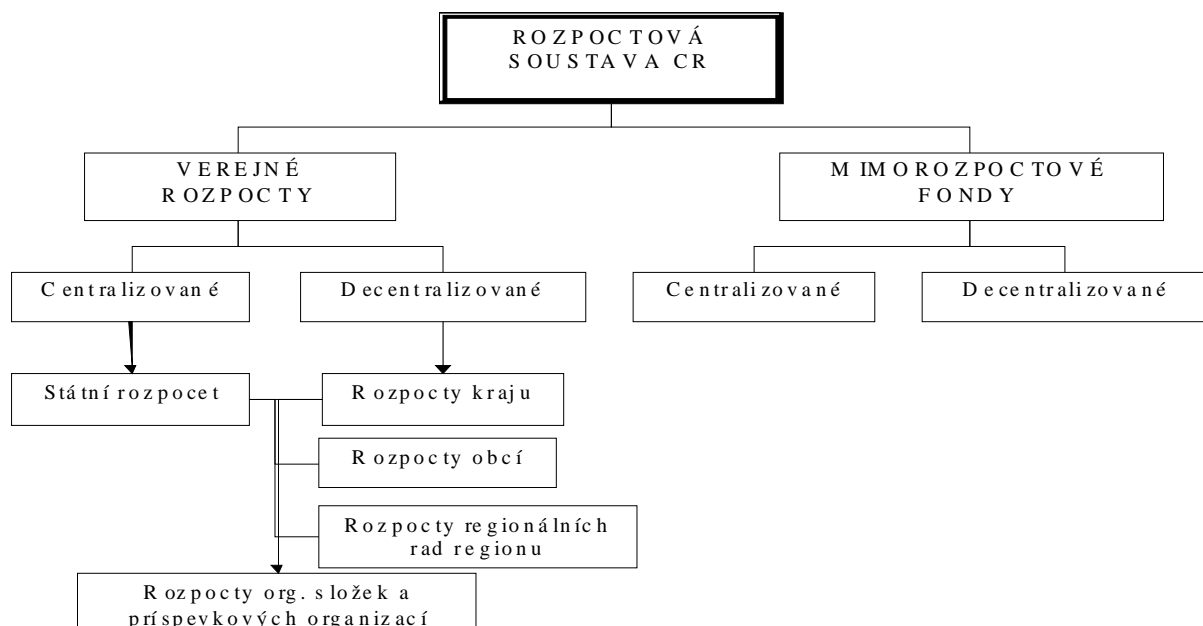 ROZPOCTOVÁ
SOUSTAVA CR
VEREJNÉ
ROZPOCTY
MIMOROZPOCTOVÉ
FONDY
Centralizované
Decentralizované
Centralizované
Decentralizované
Státní rozpocet
Rozpocty kraju
Rozpocty obcí
Rozpocty regionálních
rad regionu
Rozpocty org. složek a
príspevkových organizací